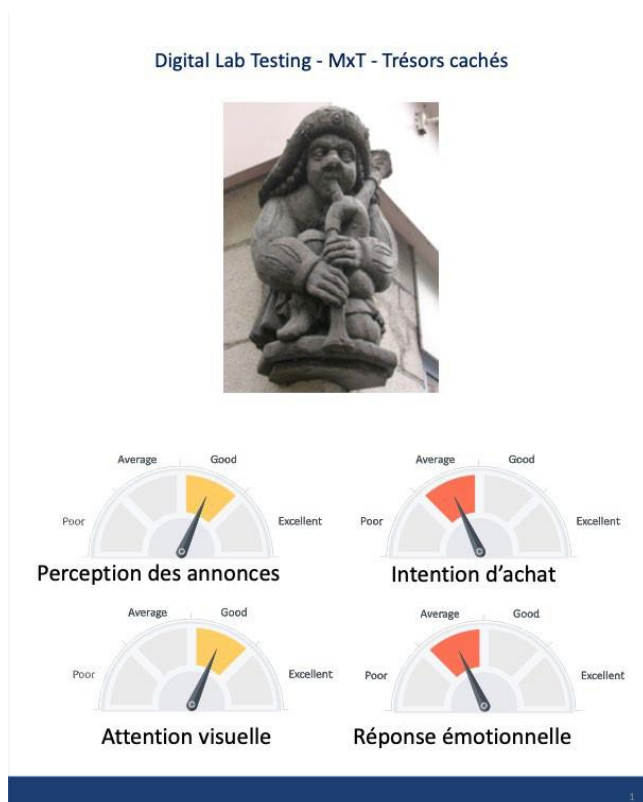 Digital Lab Testing - MxT - Trésors cachés
Average Good
Poor Excellent
Perception des annonces
Average Good
Poor Excellent
Intention d’achat
Average Good
Poor Excellent
Attention visuelle
Average Good
Poor Excellent
Réponse émotionnelle
1